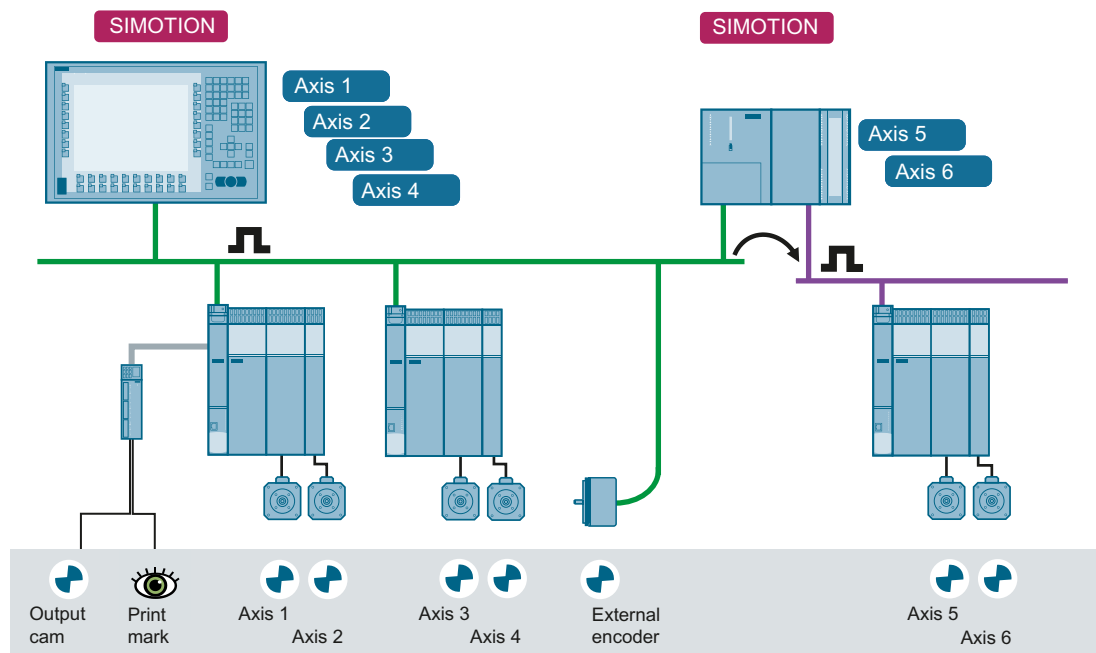 SIMOTION
SIMOTION
Axis 1
Axis 2
Axis 3
Axis 4
Axis 5
Axis 6
Output
cam
Print
mark
Axis 1
Axis 2
Axis 3
Axis 4
External
encoder
Axis 5
Axis 6